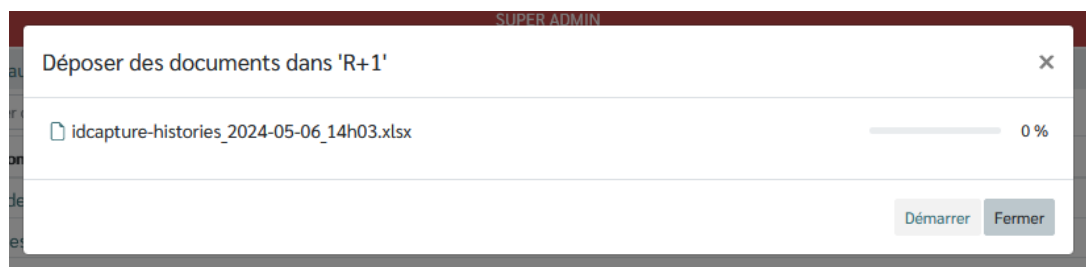 SUPER ADMIN
Déposer des documents dans 'R+1'
×
idcapture-histories_2024-05-06_14h03.xlsx
0 %
Démarrer
Fermer